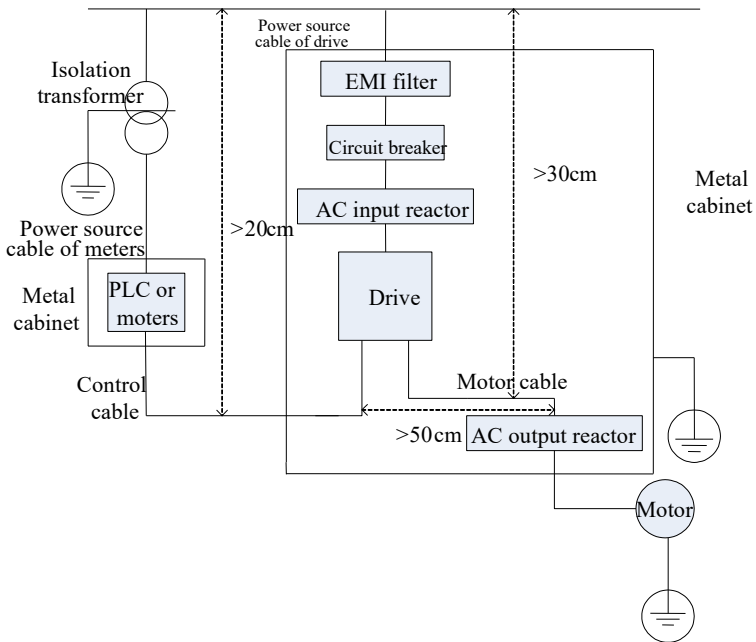 Power source
cable of drive
Isolation
transformer
EMI filter
Circuit breaker
>30cm
Metal
cabinet
AC input reactor
Power source
cable of meters
>20cm
PLC or
moters
Metal
cabinet
Drive
Control
cable
Motor cable
>50cm
AC output reactor
Motor